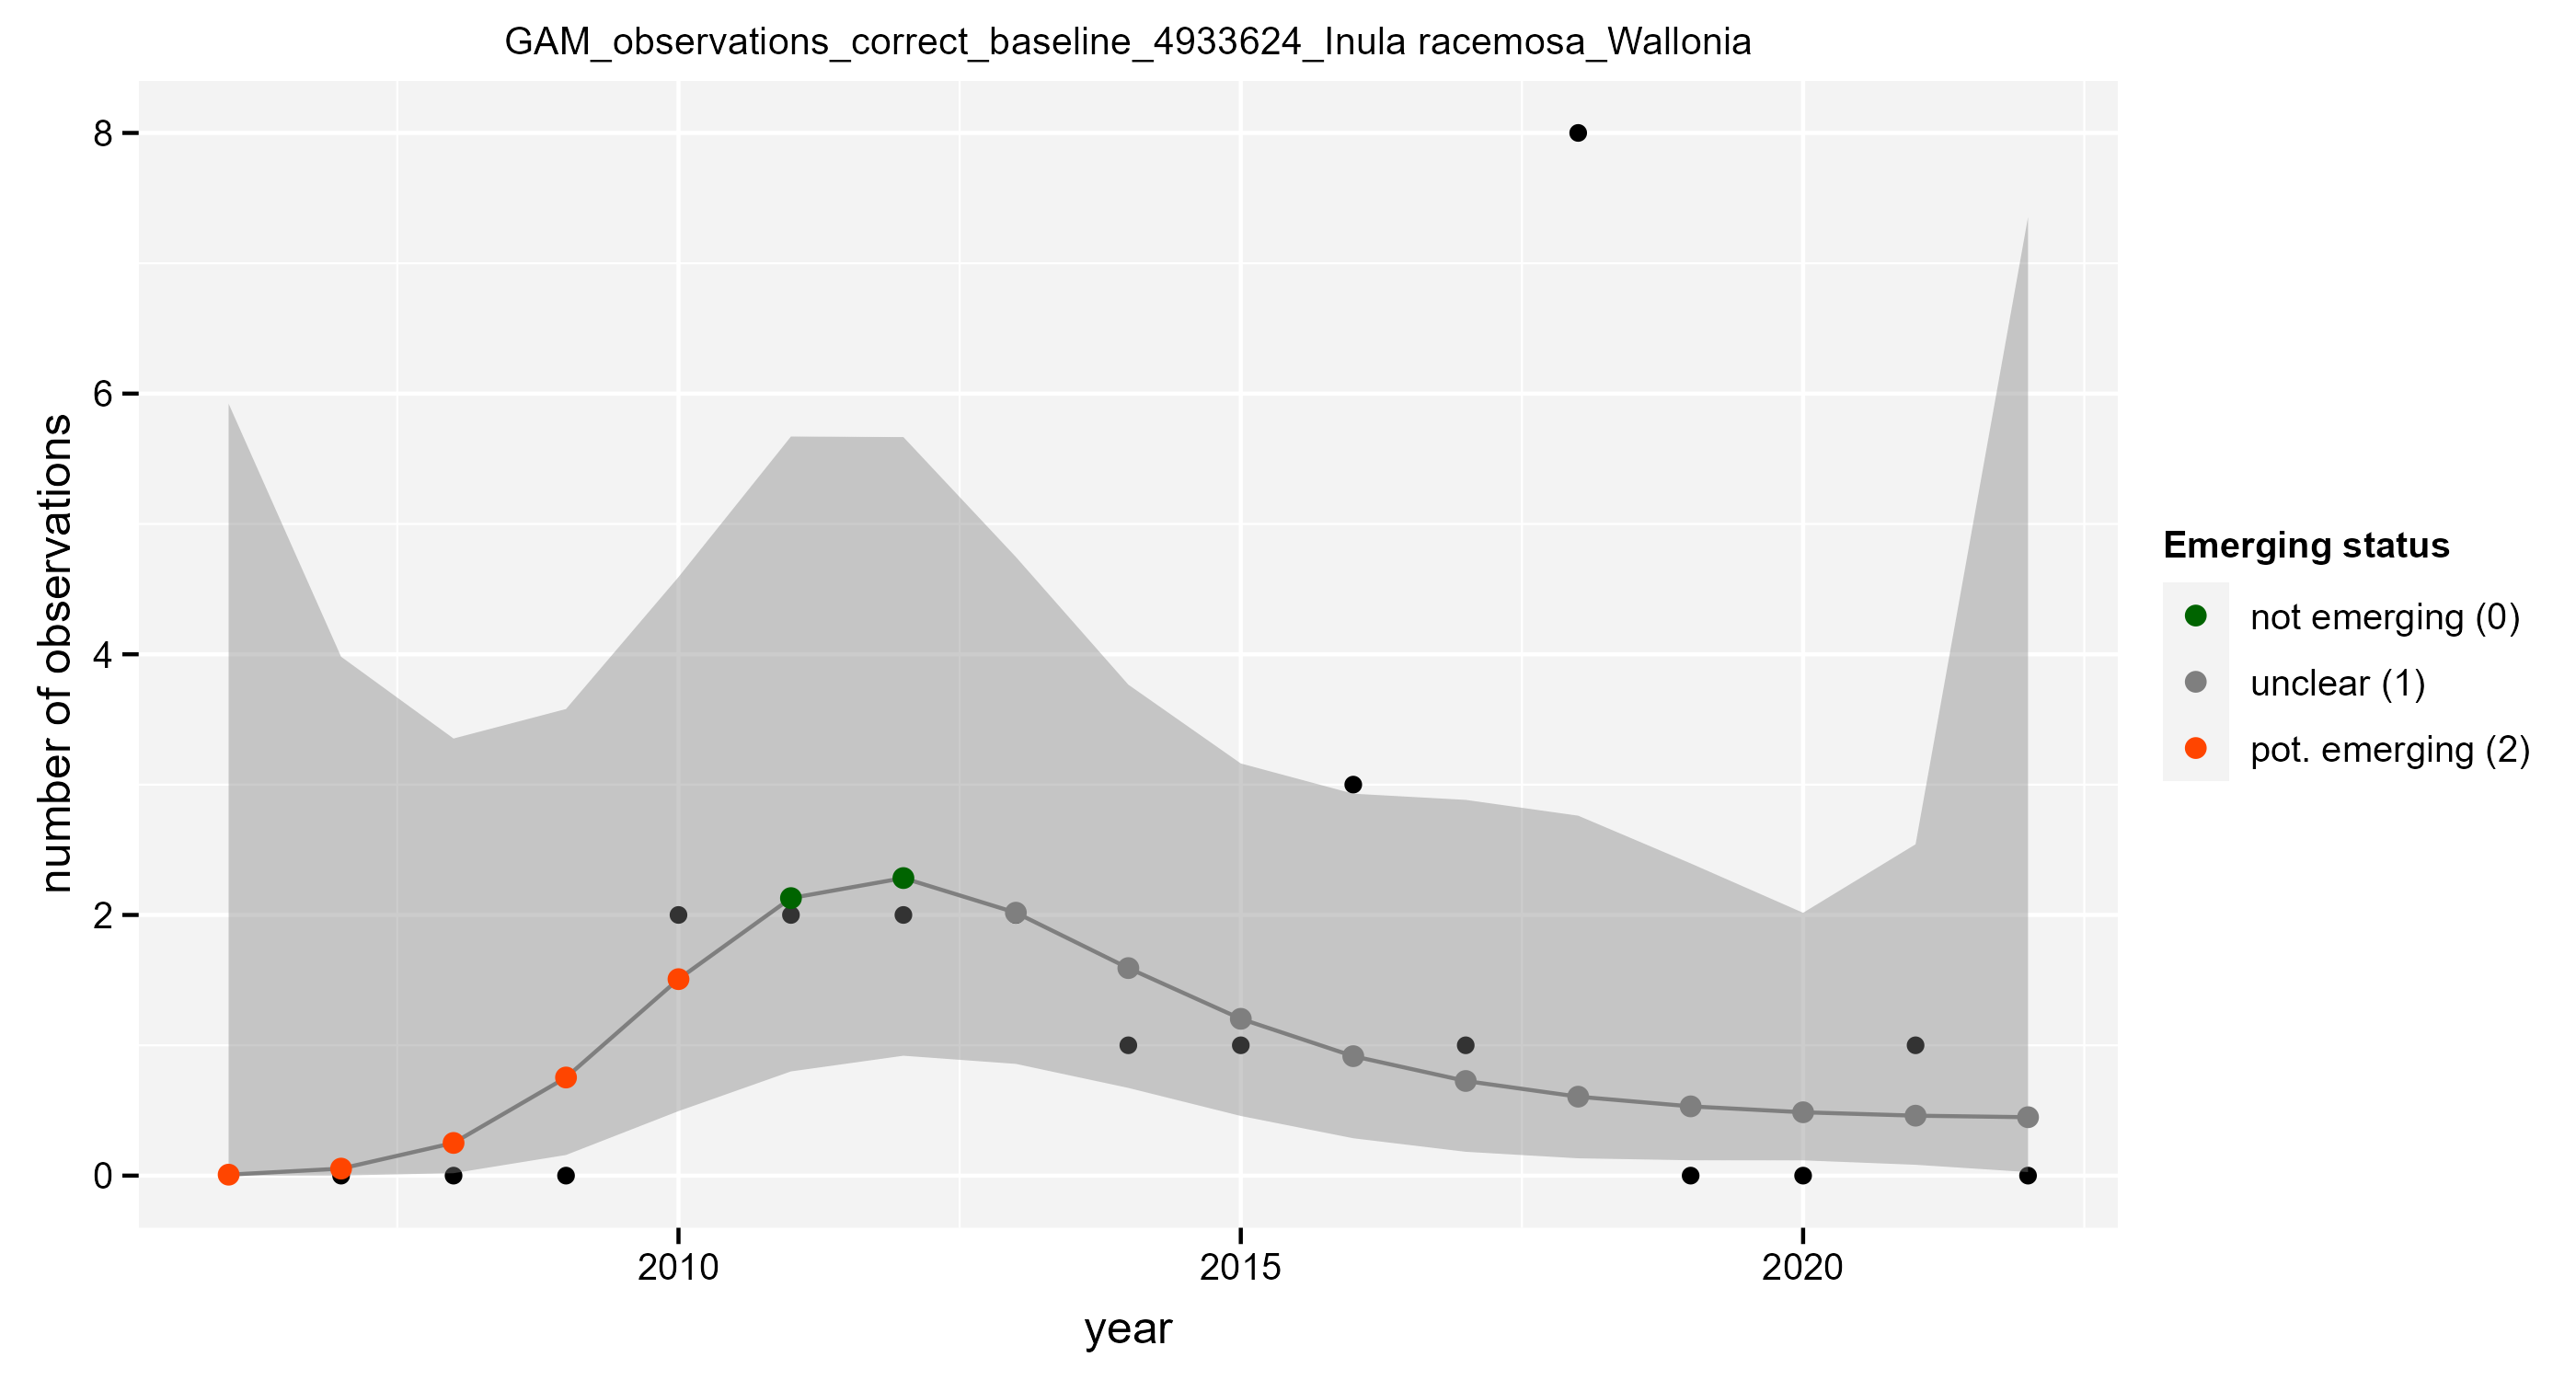 GAM_observations_correct_baseline_4933624_Inula racemosa_Wallonia
8
6
4
2
0
number of observations
2010
2015
2020
year
Emerging status
not emerging (0)
unclear (1)
pot. emerging (2)